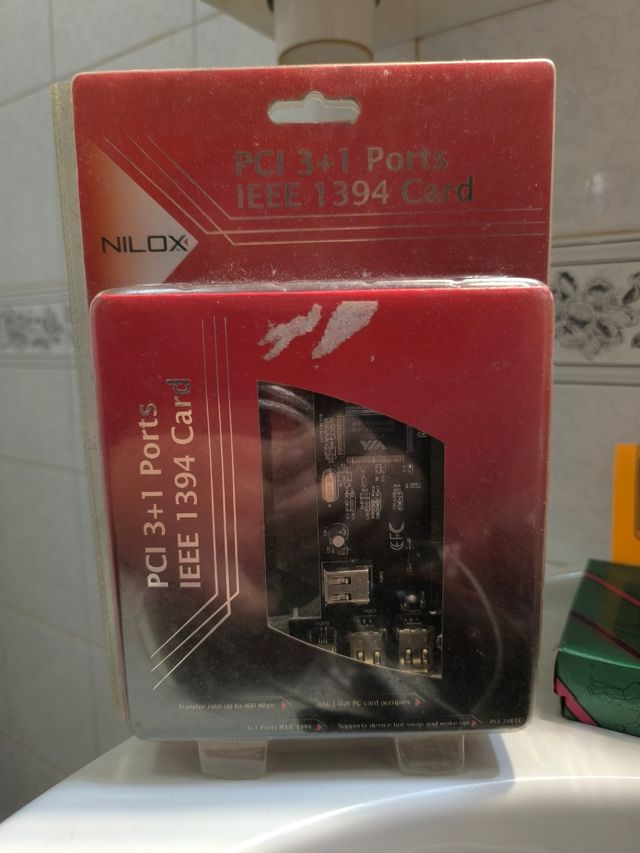 PCI 3+1 Ports
IEEE 1394 Card
NILOX
PCI 3+1 Ports
IEEE 1394 Card
VIA
FC
Transfer rate up to 400 Mbps
Just 1 slot PC card occupies
3+1 Ports IEEE 1394
Supports device hot swap and wake-up